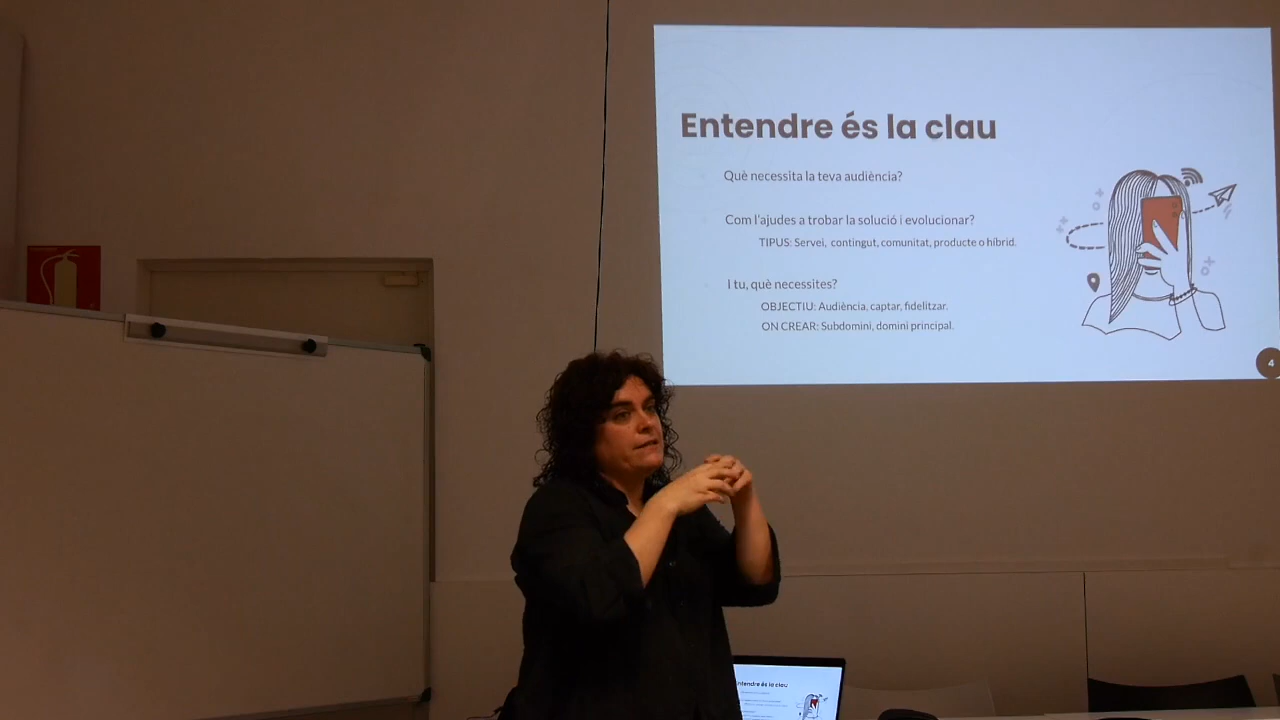 Entendre és la clau
Què necessita la teva audiència?
Com l'ajudes a trobar la solució i evolucionar?
TIPUS: Servei, contingut, comunitat, producte o híbrid.
I tu, què necessites?
OBJECTIU: Audiència, captar, fidelitzar.
ON CREAR: Subdomini, domini principal.
4
Entendre és la clau